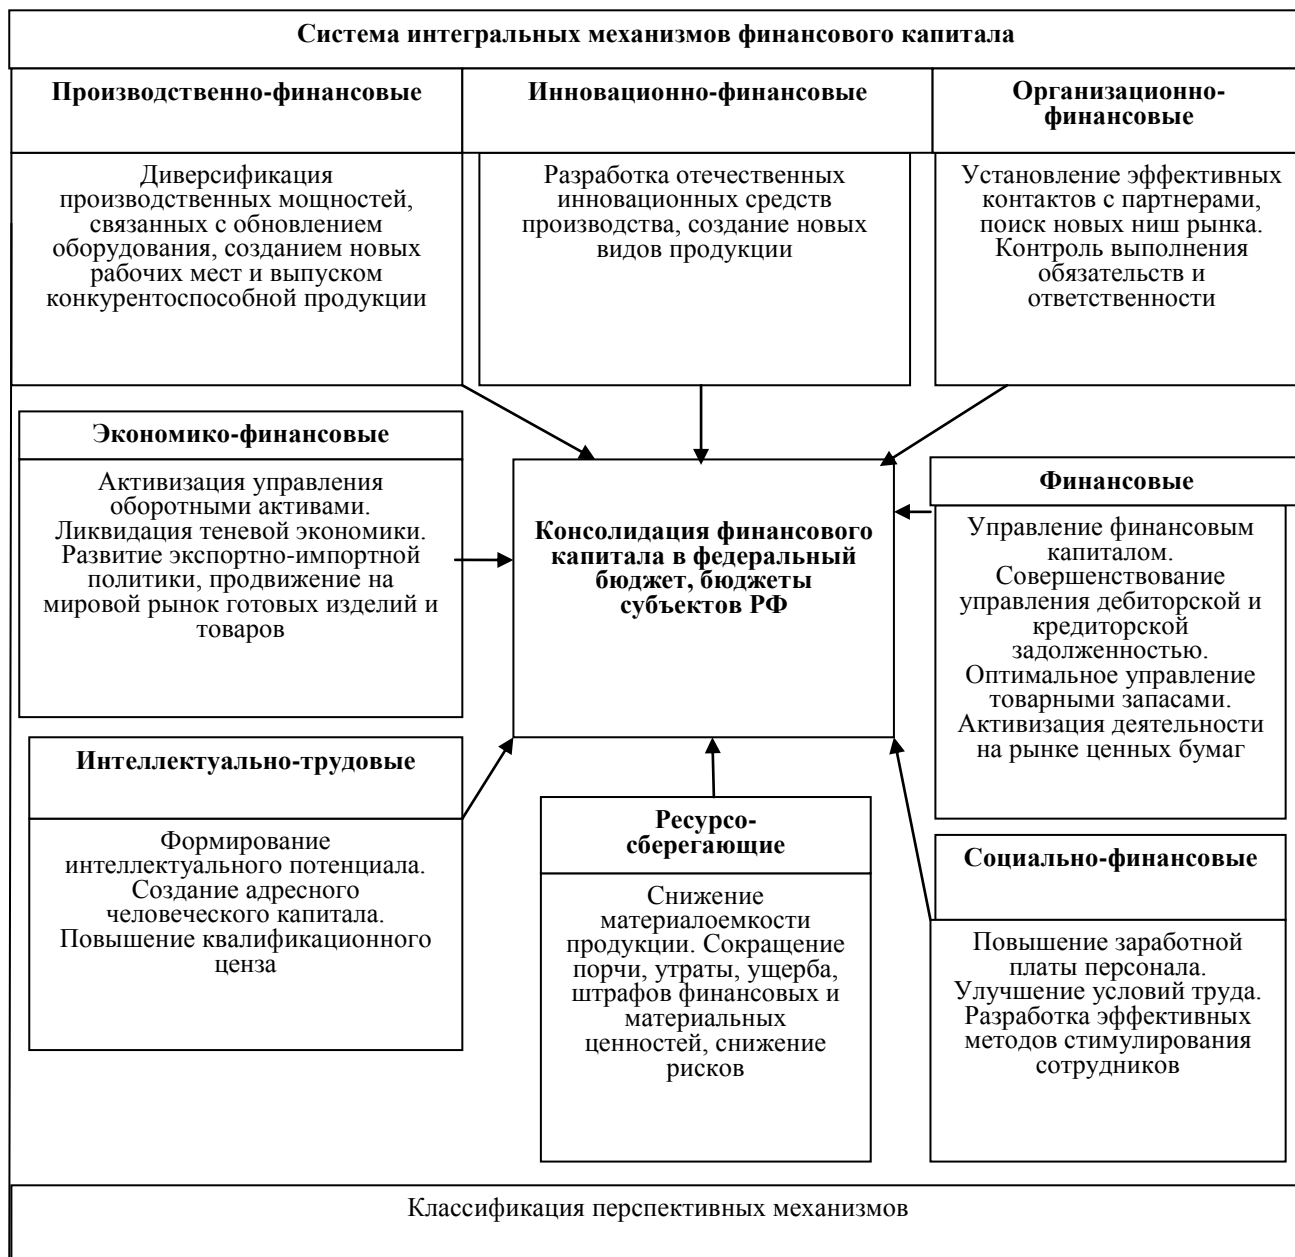 Система интегральных механизмов финансового капитала
Производственно-финансовые
Инновационно-финансовые
Организационно-
финансовые
Диверсификация
производственных мощностей,
связанных с обновлением
оборудования, созданием новых
рабочих мест и выпуском
конкурентоспособной продукции
Разработка отечественных
инновационных средств
производства, создание новых
видов продукции
Установление эффективных
контактов с партнерами,
поиск новых ниш рынка.
Контроль выполнения
обязательств и
ответственности
Экономико-финансовые
Активизация управления
оборотными активами.
Ликвидация теневой экономики.
Развитие экспортно-импортной
политики, продвижение на
мировой рынок готовых изделий и
товаров
Консолидация финансового
капитала в федеральный
бюджет, бюджеты
субъектов РФ
Финансовые
Управление финансовым
капиталом.
Совершенствование
управления дебиторской и
кредиторской
задолженностью.
Оптимальное управление
товарными запасами.
Активизация деятельности
на рынке ценных бумаг
Интеллектуально-трудовые
Формирование
интеллектуального потенциала.
Создание адресного
человеческого капитала.
Повышение квалификационного
ценза
Ресурсо-
сберегающие
Снижение
материалоемкости
продукции. Сокращение
порчи, утраты, ущерба,
штрафов финансовых и
материальных
ценностей, снижение
рисков
Социально-финансовые
Повышение заработной
платы персонала.
Улучшение условий труда.
Разработка эффективных
методов стимулирования
сотрудников
Классификация перспективных механизмов